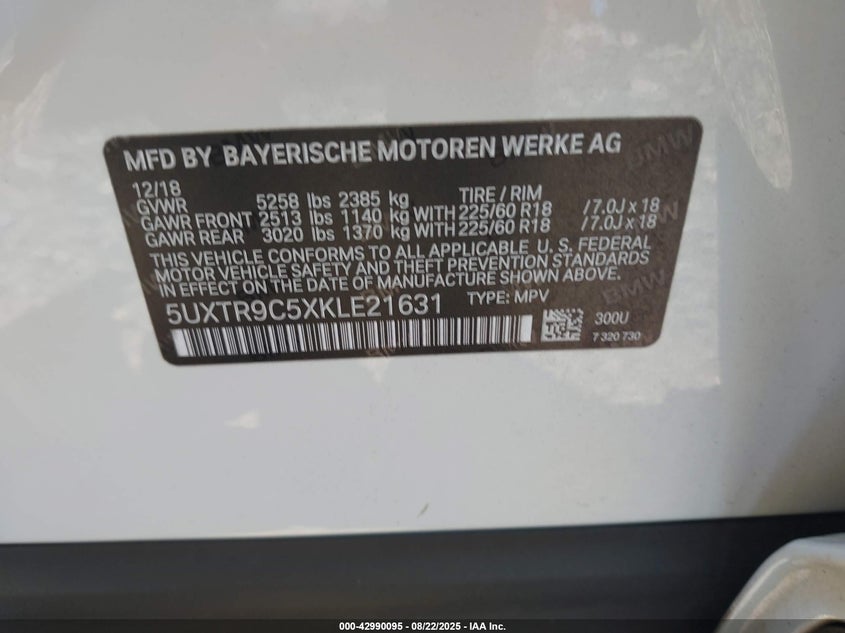 MFD BY BAYERISCHE MOTOREN WERKE AG
12/18 TIRE / RIM
GVWR 5258 lbs 2385 kg
GAWR FRONT 2513 lbs 1140 kg WITH 225/60 R18 /7.0J x 18
GAWR REAR 3020 lbs 1370 kg WITH 225/60 R18 /7.0J x 18
THIS VEHICLE CONFORMS TO ALL APPLICABLE U. S. FEDERAL
MOTOR VEHICLE SAFETY AND THEFT PREVENTION STANDARDS
IN EFFECT ON THE DATE OF MANUFACTURE SHOWN ABOVE.
5UXTR9C5XKLE21631 TYPE: MPV
300U
7 320 730
000-42990095 - 08/22/2025 - IAA Inc.